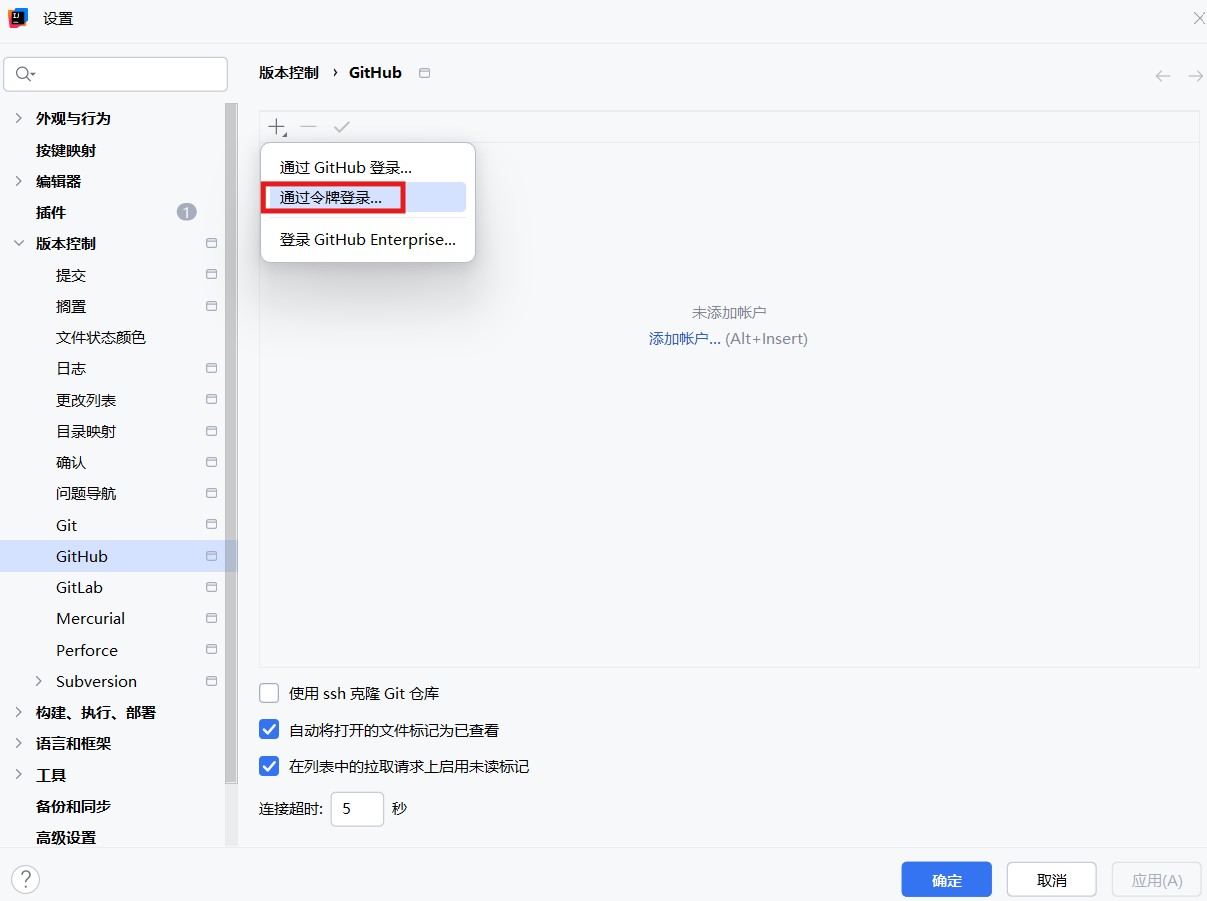 设置
版本控制 › GitHub
外观与行为
按键映射
编辑器
插件 1
版本控制
提交
搁置
文件状态颜色
日志
更改列表
目录映射
确认
问题导航
Git
GitHub
GitLab
Mercurial
Perforce
Subversion
构建、执行、部署
语言和框架
工具
备份和同步
高级设置
通过 GitHub 登录...
通过令牌登录...
登录 GitHub Enterprise...
未添加帐户
添加帐户... (Alt+Insert)
使用 ssh 克隆 Git 仓库
自动将打开的文件标记为已查看
在列表中的拉取请求上启用未读标记
连接超时: 5 秒
?
确定
取消
应用(A)